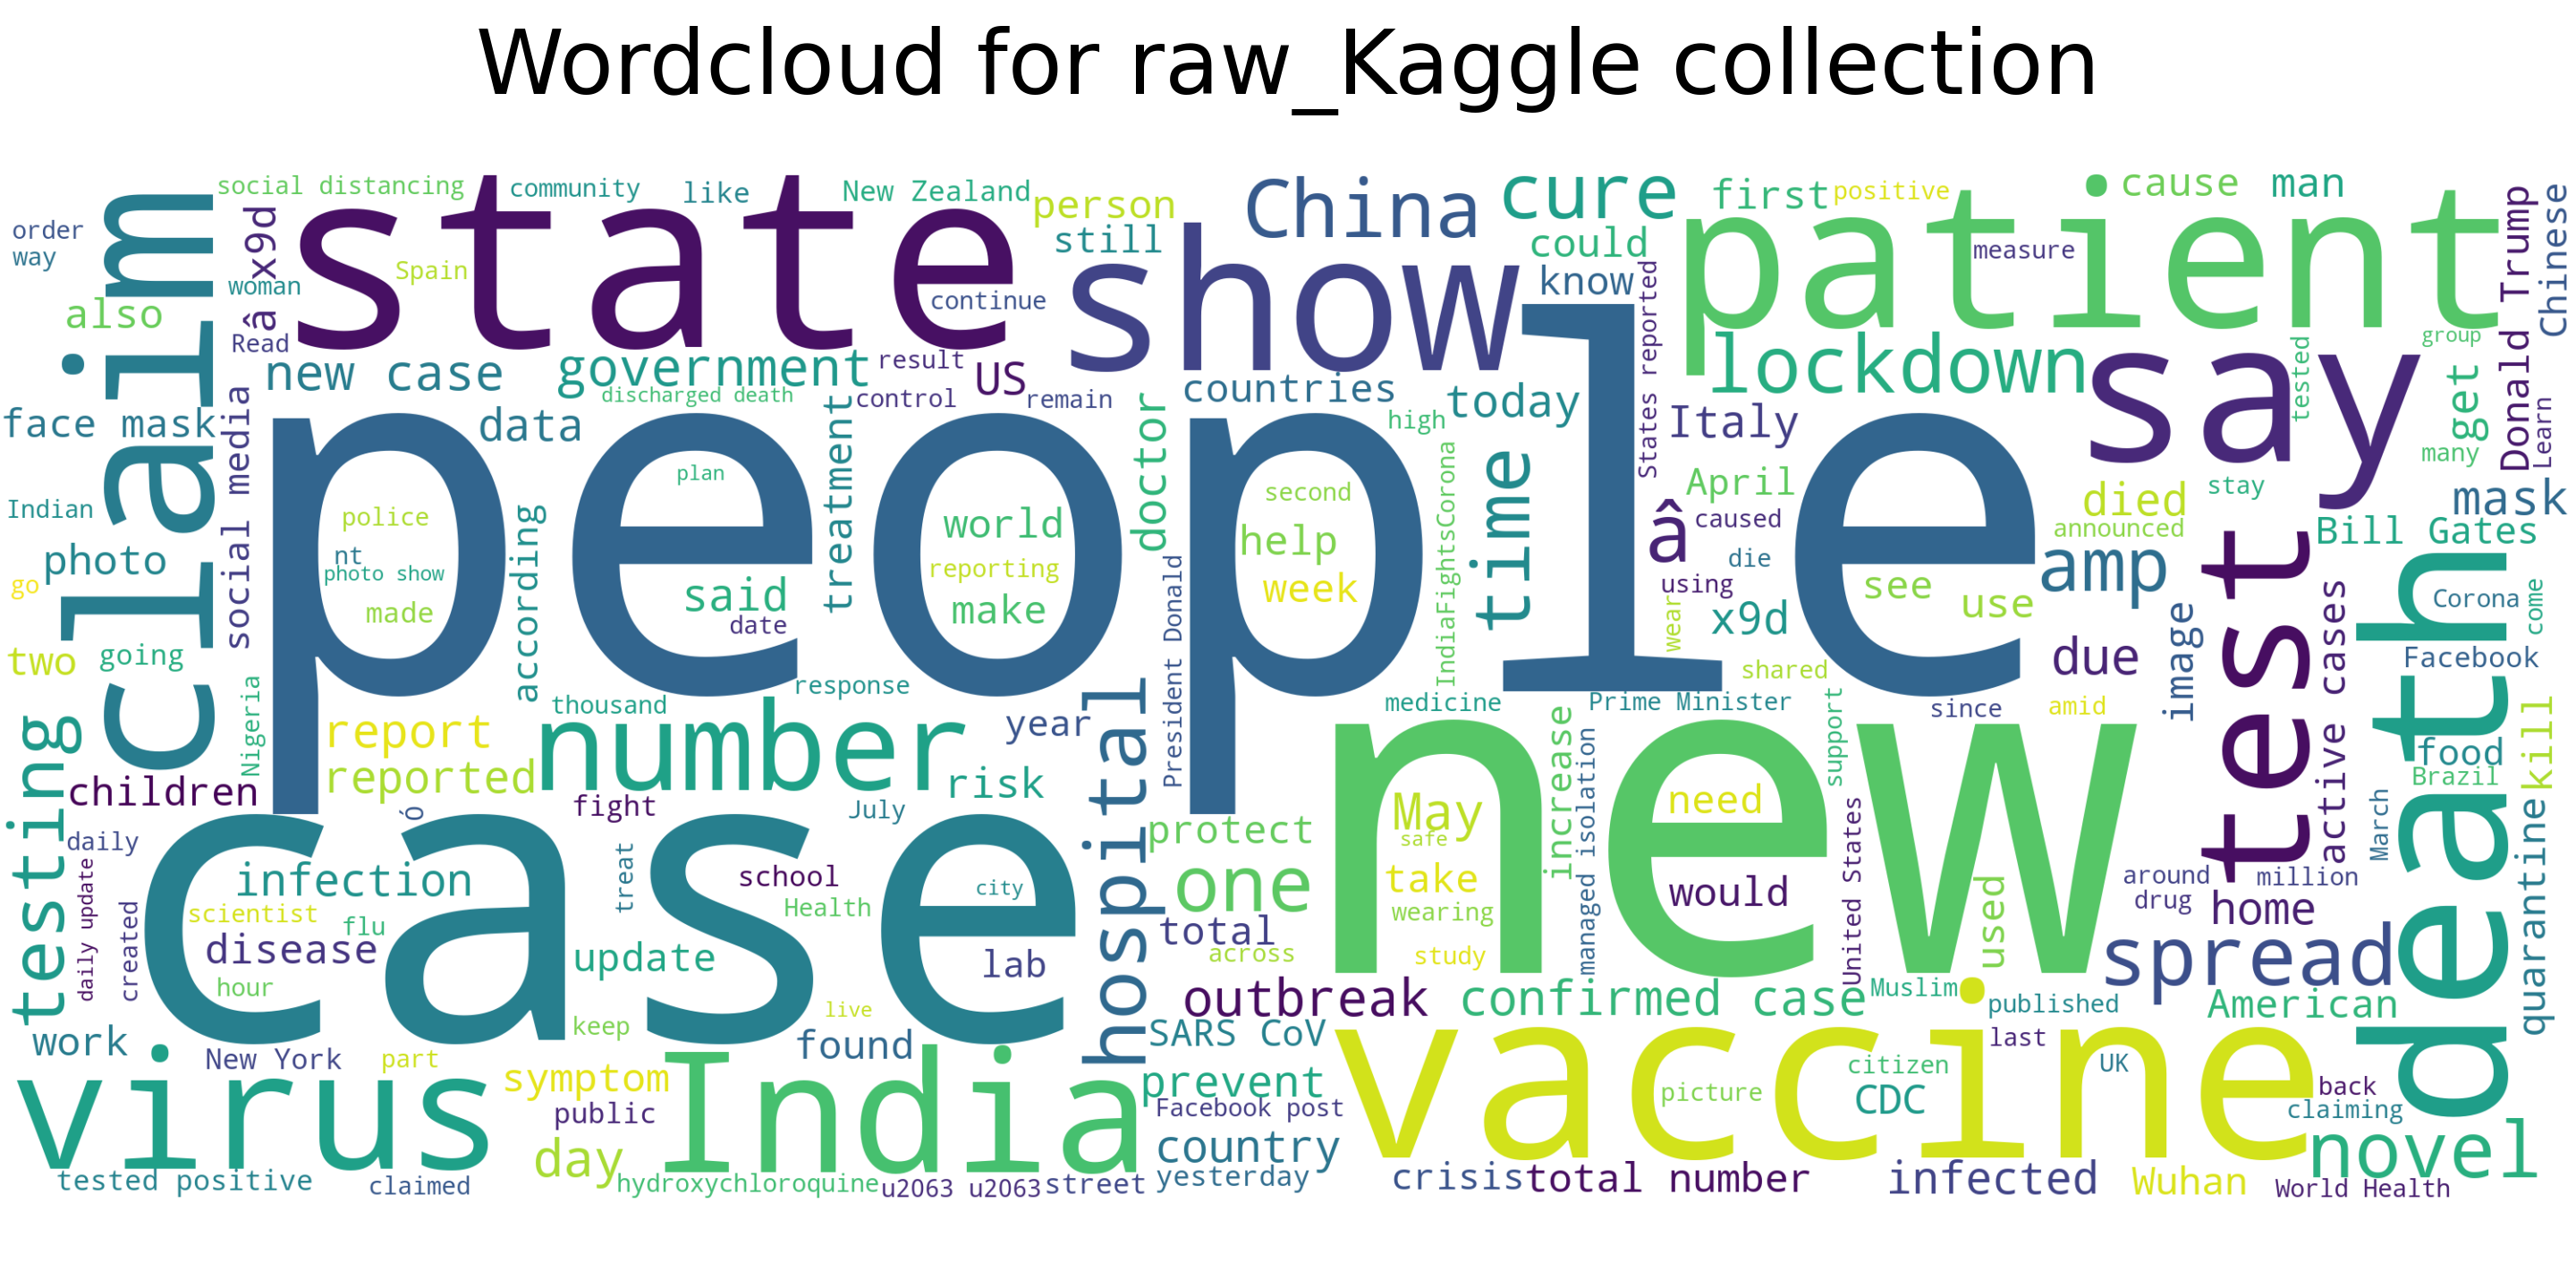 Wordcloud for raw_Kaggle collection
social distancing
community
like
New Zealand
person
China
cure
first
positive
cause
man
order
way
claim
â x9d
state
Spain
woman
still
show
could
know
patient
measure
Donald Trump
Chinese
also
Read
continue
new case
government
result
US
countries
today
lockdown
say
tested
group
get
Learn
face mask
social media
people
data
discharged death
treatment
control
remain
doctor
high
time
States reported
Italy
many
Indian
photo
go
police
nt
photo show
made
plan
according
said
date
world
reporting
make
second
help
week
IndiaFightsCorona
April
â
caused
die
using
x9d
wear
see
use
died
stay
announced
mask
Bill Gates
amp
test
image
due
active cases
death
Corona
come
Facebook
two
going
Nigeria
testing
children
report
reported
thousand
response
number
year
risk
hospital
President Donald
medicine
Prime Minister
shared
since
amid
support
increase
managed isolation
new
food
Brazil
kill
daily
daily update
created
case
ó
fight
July
infection
scientist
flu
disease
hour
treat
school
Health
city
update
lab
keep
live
protect
one
total
across
May
safe
take
wearing
study
need
would
United States
used
around
drug
million
home
March
quarantine
spread
work
New York
part
found
outbreak
confirmed case
Muslim
published
American
SARS CoV
last
virus
symptom
public
India
prevent
Facebook post
vaccine
picture
citizen
CDC
UK
back
claiming
novel
tested positive
claimed
day
hydroxychloroquine
u2063 u2063
street
country
yesterday
crisis
total number
infected
Wuhan
World Health